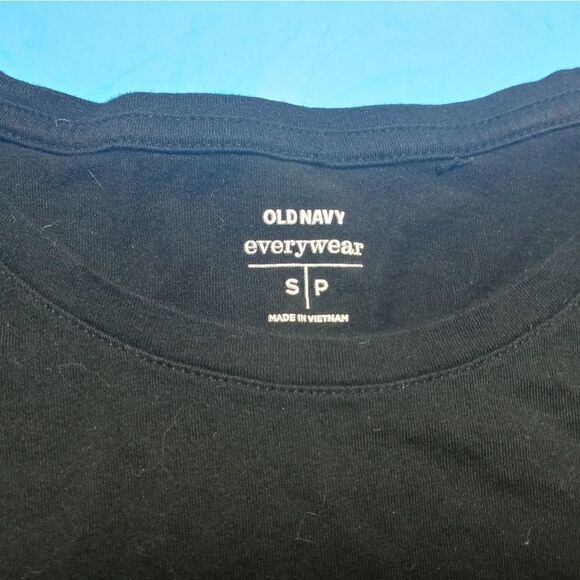 OLD NAVY
everywear
S | P
MADE IN VIETNAM